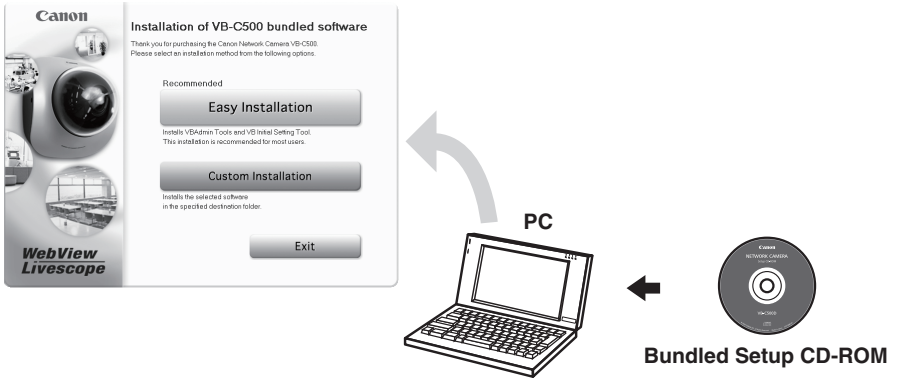 Canon
Installation of VB-C500 bundled software
Thank you for purchasing the Canon Network Camera VB-C500.
Please select an installation method from the following options.
Recommended
Easy Installation
Installs VBAdmin Tools and VB Initial Setting Tool.
This installation is recommended for most users.
Custom Installation
Installs the selected software
in the specified destination folder.
Exit
WebView
Livescope
PC
Canon
NETWORK CAMERA
Bundled Setup CD-ROM